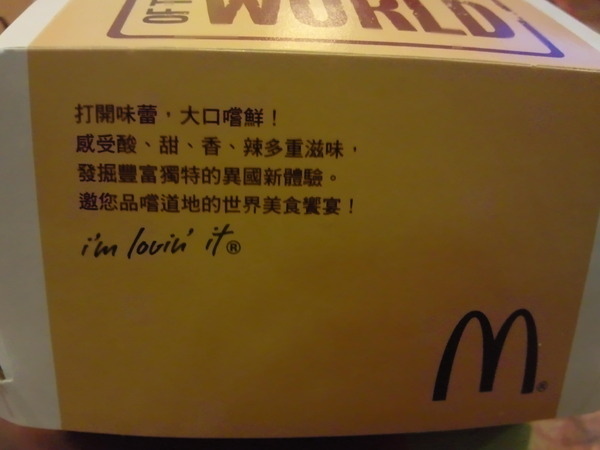 OF T
WORLD
打開味蕾，大口嚐鮮！
感受酸、甜、香、辣多重滋味，
發掘豐富獨特的異國新體驗。
邀您品嚐道地的世界美食饗宴！
i'm lovin' it®
M®